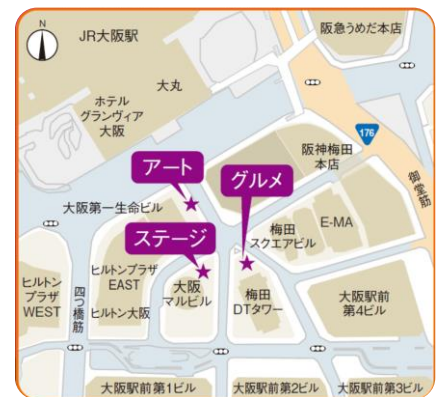 N
JR大阪駅
阪急うめだ本店
大丸
ホテル
グランヴィア
大阪
176
阪神梅田
本店
御堂筋
アート
グルメ
大阪第一生命ビル
E-MA
ステージ
梅田
スクエアビル
ヒルトン
プラザ
WEST
四つ橋筋
ヒルトンプラザ
EAST
ヒルトン大阪
大阪
マルビル
梅田
DTタワー
大阪駅前
第4ビル
大阪駅前第1ビル
大阪駅前第2ビル
大阪駅前第3ビル